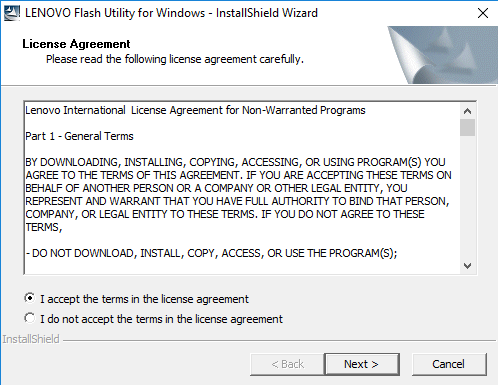 LENOVO Flash Utility for Windows - InstallShield Wizard
License Agreement
Please read the following license agreement carefully.
Lenovo International  License Agreement for Non-Warranted Programs
Part 1 - General Terms
BY DOWNLOADING, INSTALLING, COPYING, ACCESSING, OR USING PROGRAM(S) YOU
AGREE TO THE TERMS OF THIS AGREEMENT. IF YOU ARE ACCEPTING THESE TERMS ON
BEHALF OF ANOTHER PERSON OR A COMPANY OR OTHER LEGAL ENTITY, YOU
REPRESENT AND WARRANT THAT YOU HAVE FULL AUTHORITY TO BIND THAT PERSON,
COMPANY, OR LEGAL ENTITY TO THESE TERMS. IF YOU DO NOT AGREE TO THESE
TERMS,
- DO NOT DOWNLOAD, INSTALL, COPY, ACCESS, OR USE THE PROGRAM(S);
I accept the terms in the license agreement
I do not accept the terms in the license agreement
InstallShield
< Back
Next >
Cancel